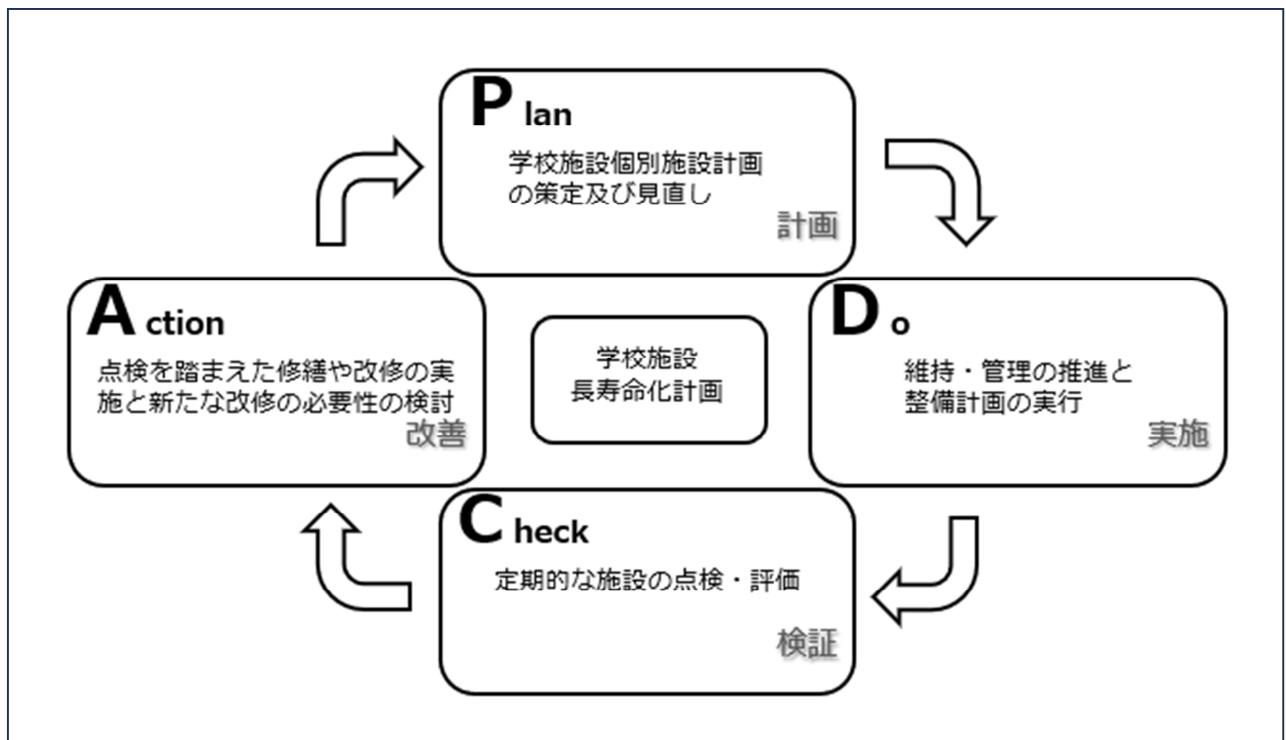 Plan
学校施設個別施設計画
の策定及び見直し
計画
Action
点検を踏まえた修繕や改修の実
施と新たな改修の必要性の検討
改善
学校施設
長寿命化計画
Do
維持・管理の推進と
整備計画の実行
実施
Check
定期的な施設の点検・評価
検証